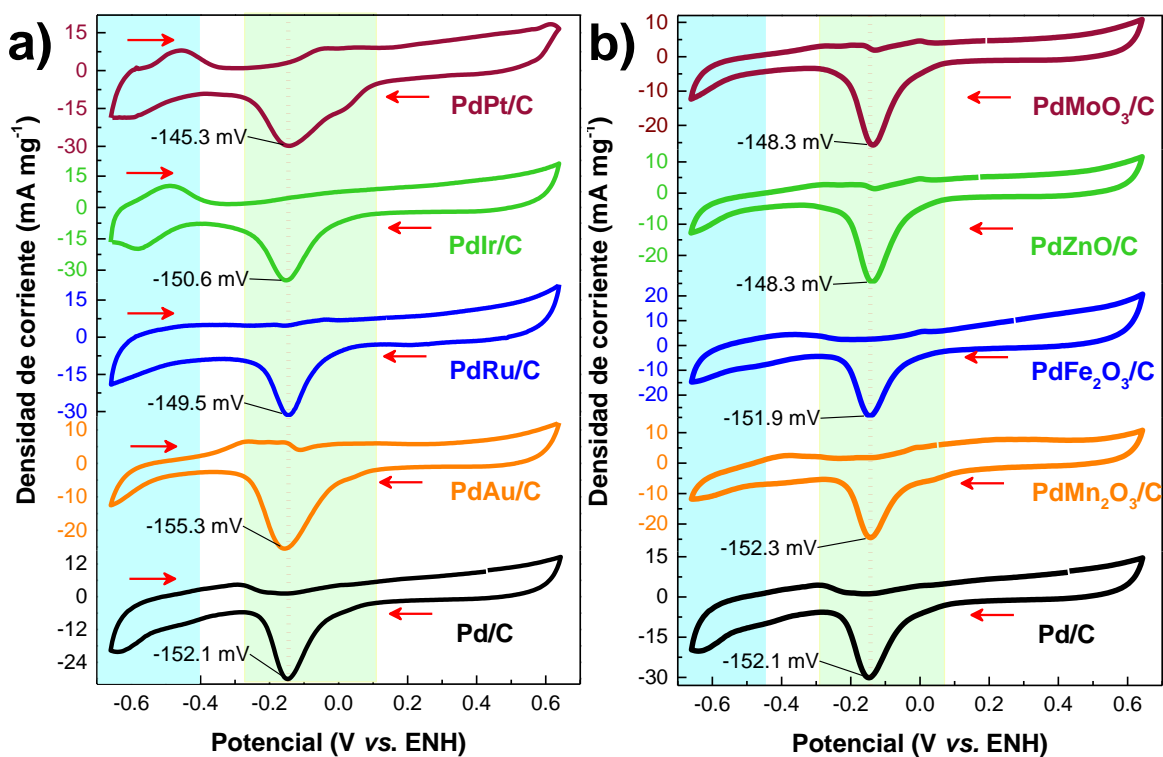 a)
Densidad de corriente (mA mg⁻¹)
15
0
-15
-30
PdPt/C
-145.3 mV
15
0
-15
-30
PdIr/C
-150.6 mV
15
0
-15
-30
PdRu/C
-149.5 mV
10
0
-10
-20
PdAu/C
-155.3 mV
12
0
-12
-24
Pd/C
-152.1 mV
-0.6 -0.4 -0.2 0.0 0.2 0.4 0.6
Potencial (V vs. ENH)
b)
Densidad de corriente (mA mg⁻¹)
10
0
-10
-20
PdMoO₃/C
-148.3 mV
10
0
-10
-20
PdZnO/C
-148.3 mV
20
10
0
-10
-20
PdFe₂O₃/C
-151.9 mV
10
0
-10
-20
PdMn₂O₃/C
-152.3 mV
15
0
-15
-30
Pd/C
-152.1 mV
-0.6 -0.4 -0.2 0.0 0.2 0.4 0.6
Potencial (V vs. ENH)